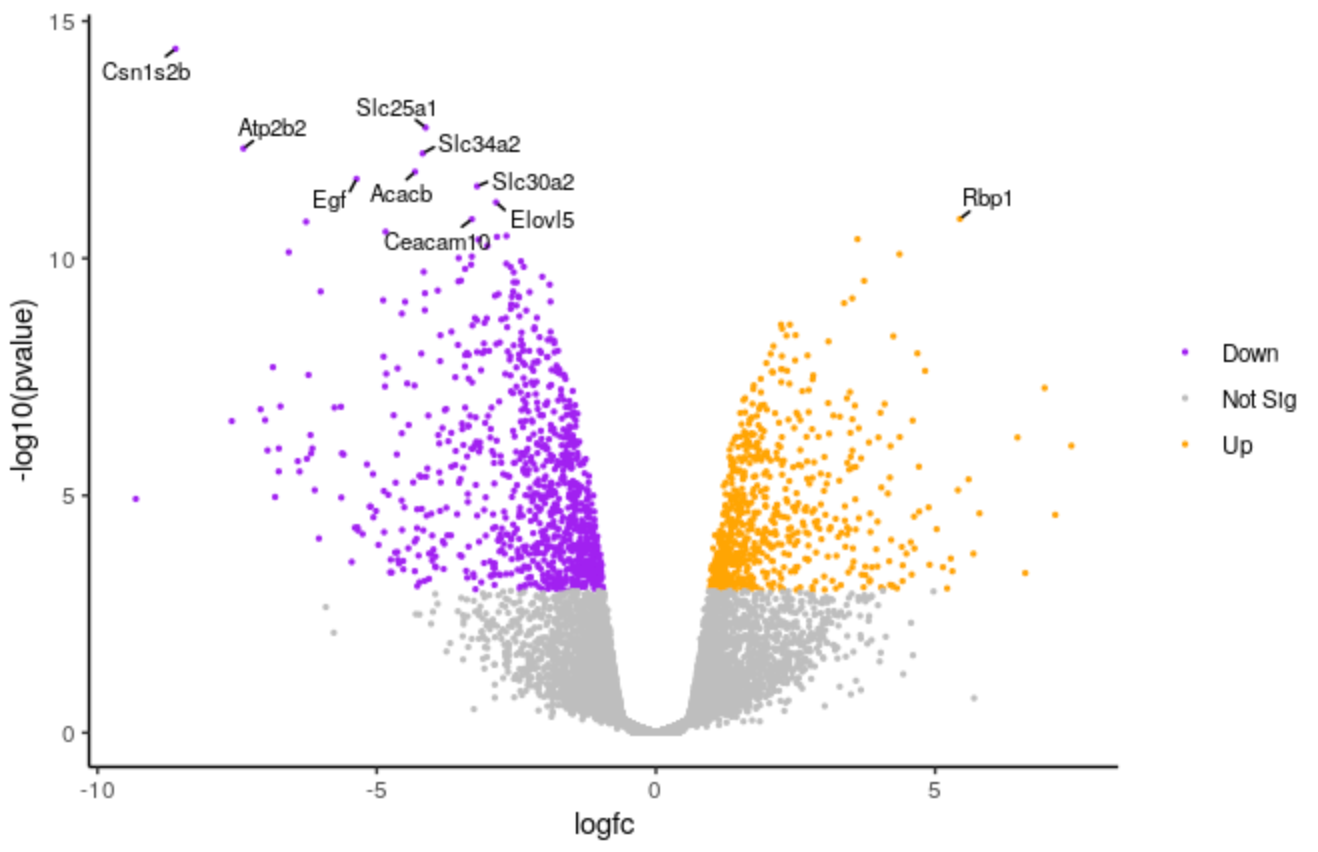 15
Csn1s2b
Slc25a1
Atp2b2
Slc34a2
Slc30a2
Acacb
Egf
Rbp1
Elovl5
Ceacam10
10
5
0
-log10(pvalue)
-10
-5
0
5
logfc
Down
Not Sig
Up